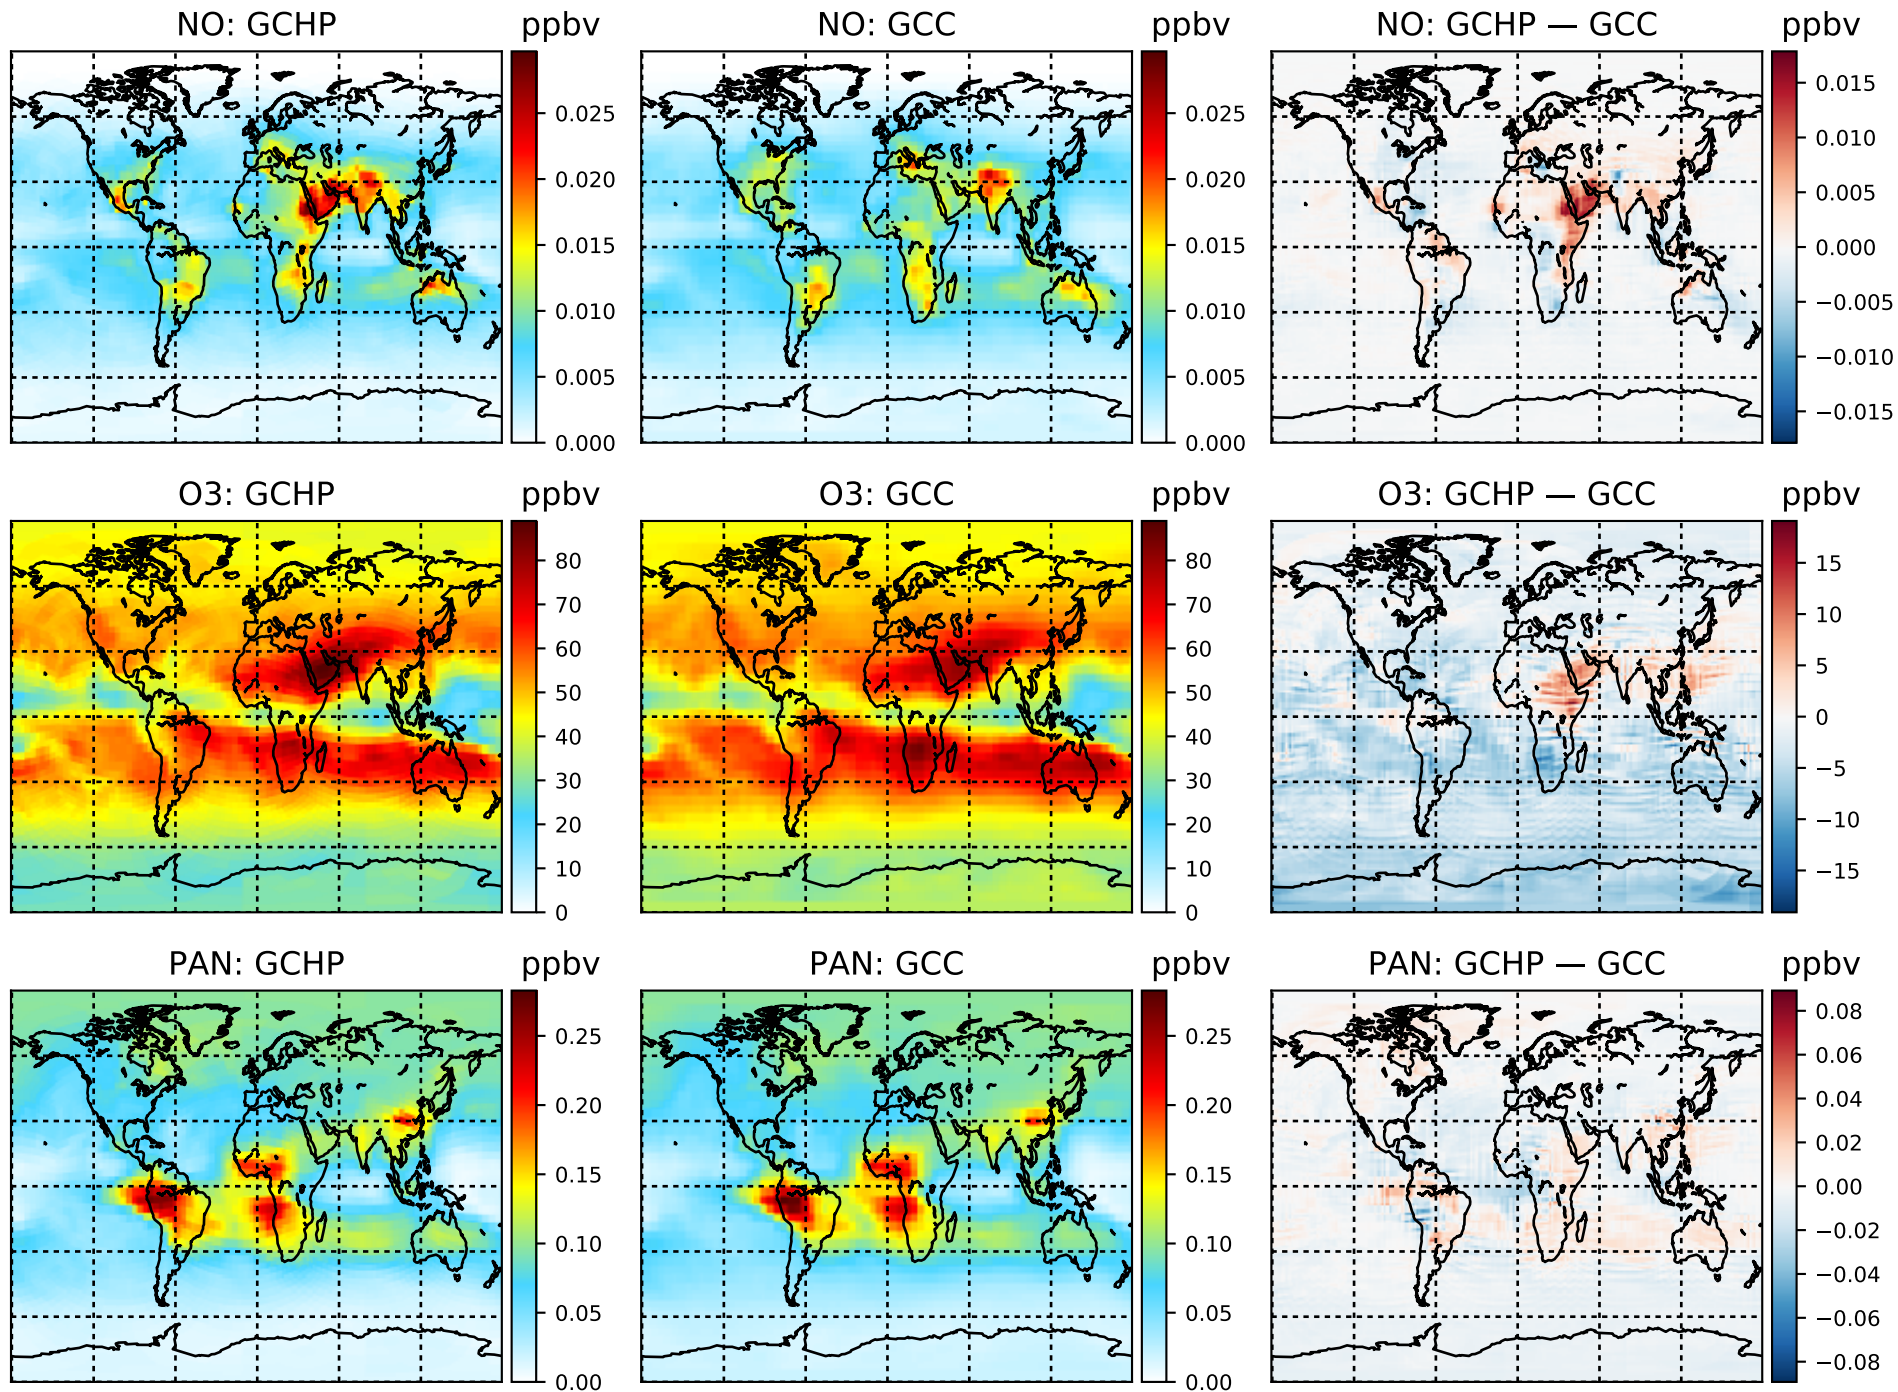 NO: GCHP ppbv NO: GCC ppbv NO: GCHP — GCC ppbv
0.025 0.025 0.015
0.020 0.020 0.010
0.015 0.015 0.005
0.010 0.010 0.000
0.005 0.005 −0.005
0.000 0.000 −0.010
−0.015
O3: GCHP ppbv O3: GCC ppbv O3: GCHP — GCC ppbv
80 80 15
70 70 10
60 60 5
50 50 0
40 40 −5
30 30 −10
20 20 −15
10 10
0 0
PAN: GCHP ppbv PAN: GCC ppbv PAN: GCHP — GCC ppbv
0.25 0.25 0.08
0.20 0.20 0.06
0.15 0.15 0.04
0.10 0.10 0.02
0.05 0.05 0.00
0.00 0.00 −0.02
−0.04
−0.06
−0.08